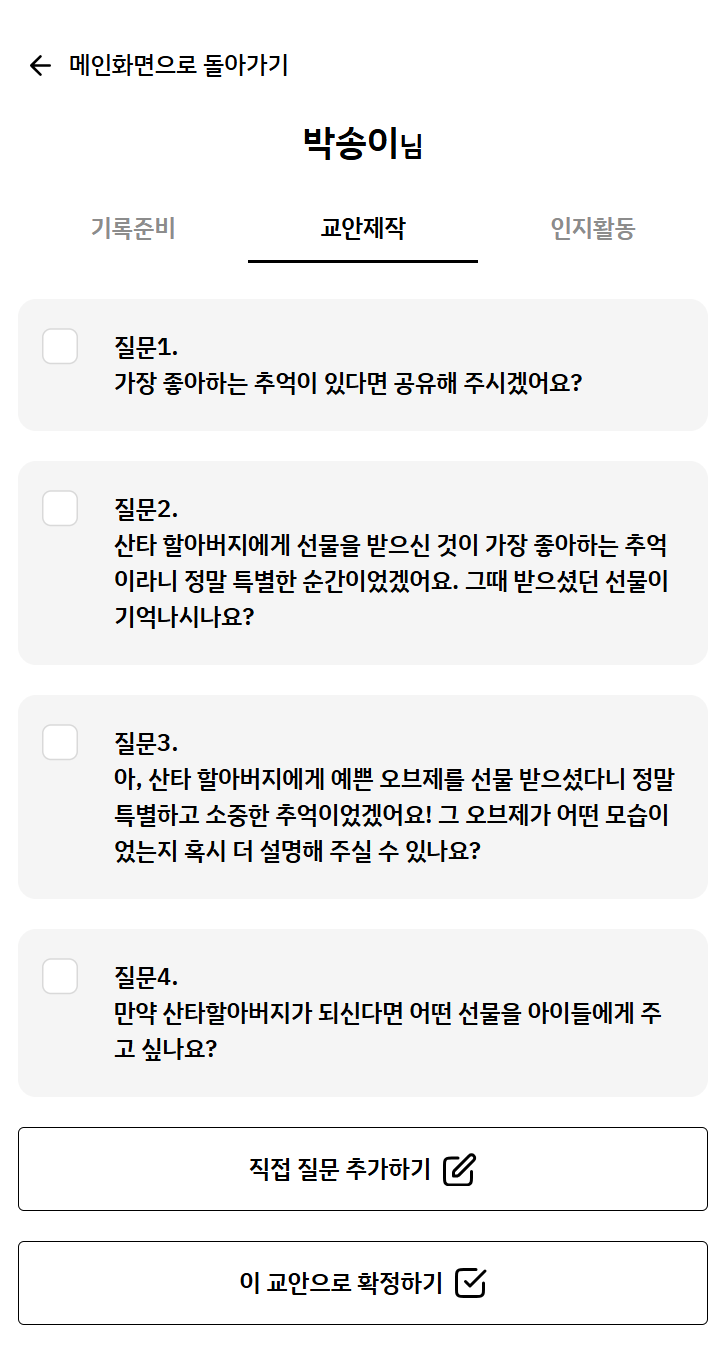 메인화면으로 돌아가기
박송이님
기록준비 교안제작 인지활동
질문1.
가장 좋아하는 추억이 있다면 공유해 주시겠어요?
질문2.
산타 할아버지에게 선물을 받으신 것이 가장 좋아하는 추억
이라니 정말 특별한 순간이었겠어요. 그때 받으셨던 선물이
기억나시나요?
질문3.
아, 산타 할아버지에게 예쁜 오브제를 선물 받으셨다니 정말
특별하고 소중한 추억이었겠어요! 그 오브제가 어떤 모습이
었는지 혹시 더 설명해 주실 수 있나요?
질문4.
만약 산타할아버지가 되신다면 어떤 선물을 아이들에게 주
고 싶나요?
직접 질문 추가하기
이 교안으로 확정하기